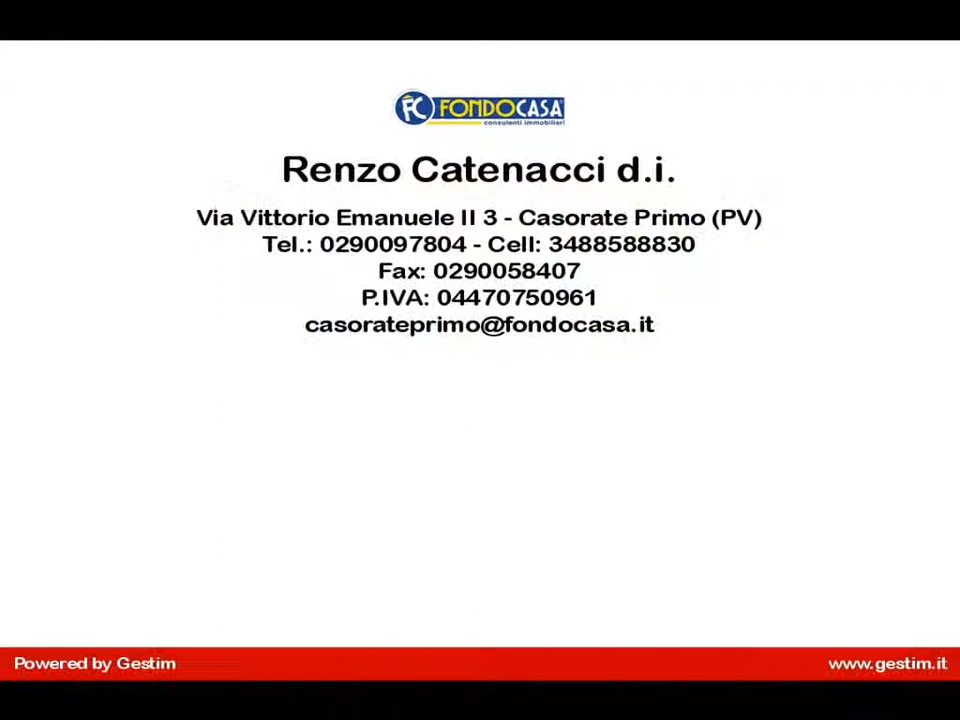 FC FONDOCASA
consulenti immobiliari
Renzo Catenacci d.i.
Via Vittorio Emanuele II 3 - Casorate Primo (PV)
Tel.: 0290097804 - Cell: 3488588830
Fax: 0290058407
P.IVA: 04470750961
casorateprimo@fondocasa.it
Powered by Gestim
www.gestim.it